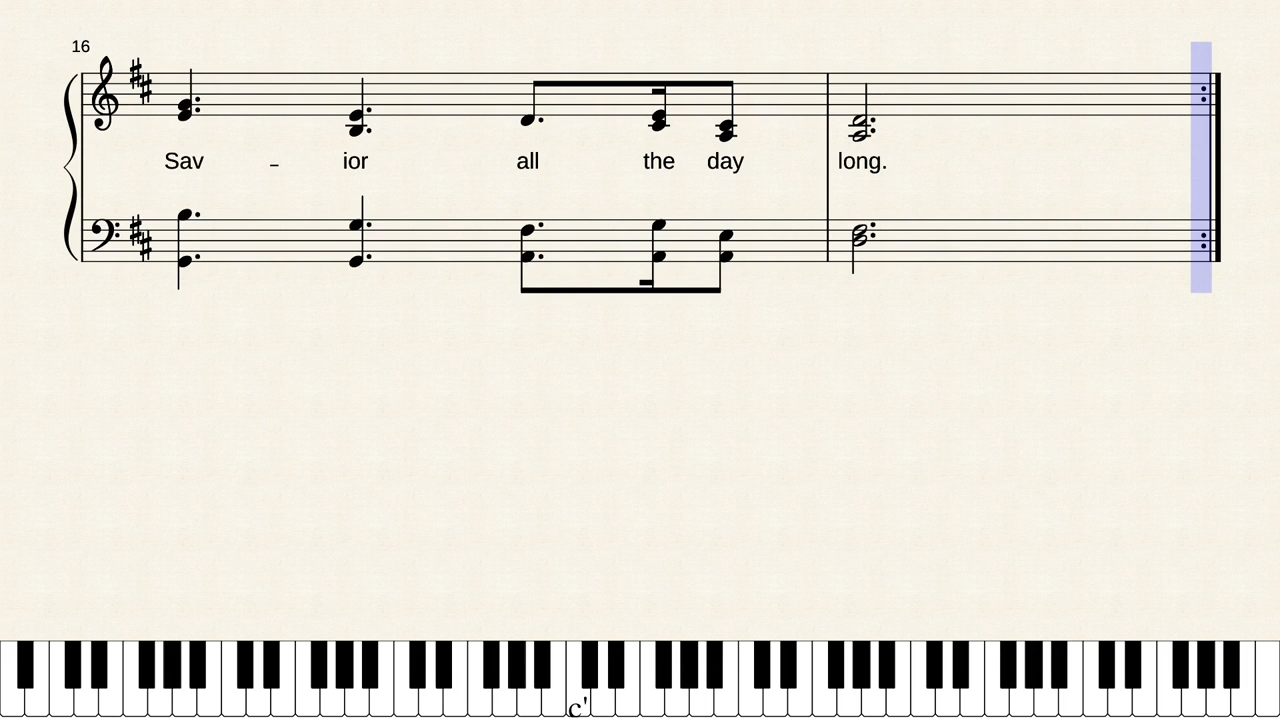 16
Sav – ior all the day long.
c'